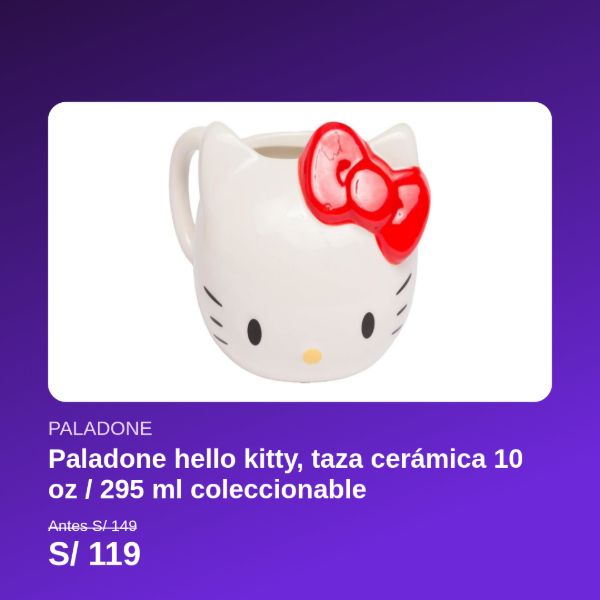 PALADONE
Paladone hello kitty, taza cerámica 10
oz / 295 ml coleccionable
Antes S/ 149
S/ 119